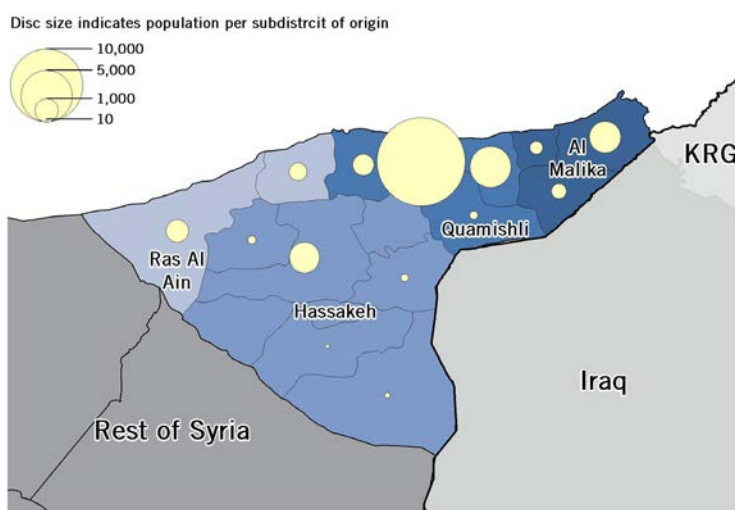 Disc size indicates population per subdistrcit of origin
10,000
5,000
1,000
10
KRG
Al
Malika
Quamishli
Ras Al
Ain
Hassakeh
Iraq
Rest of Syria